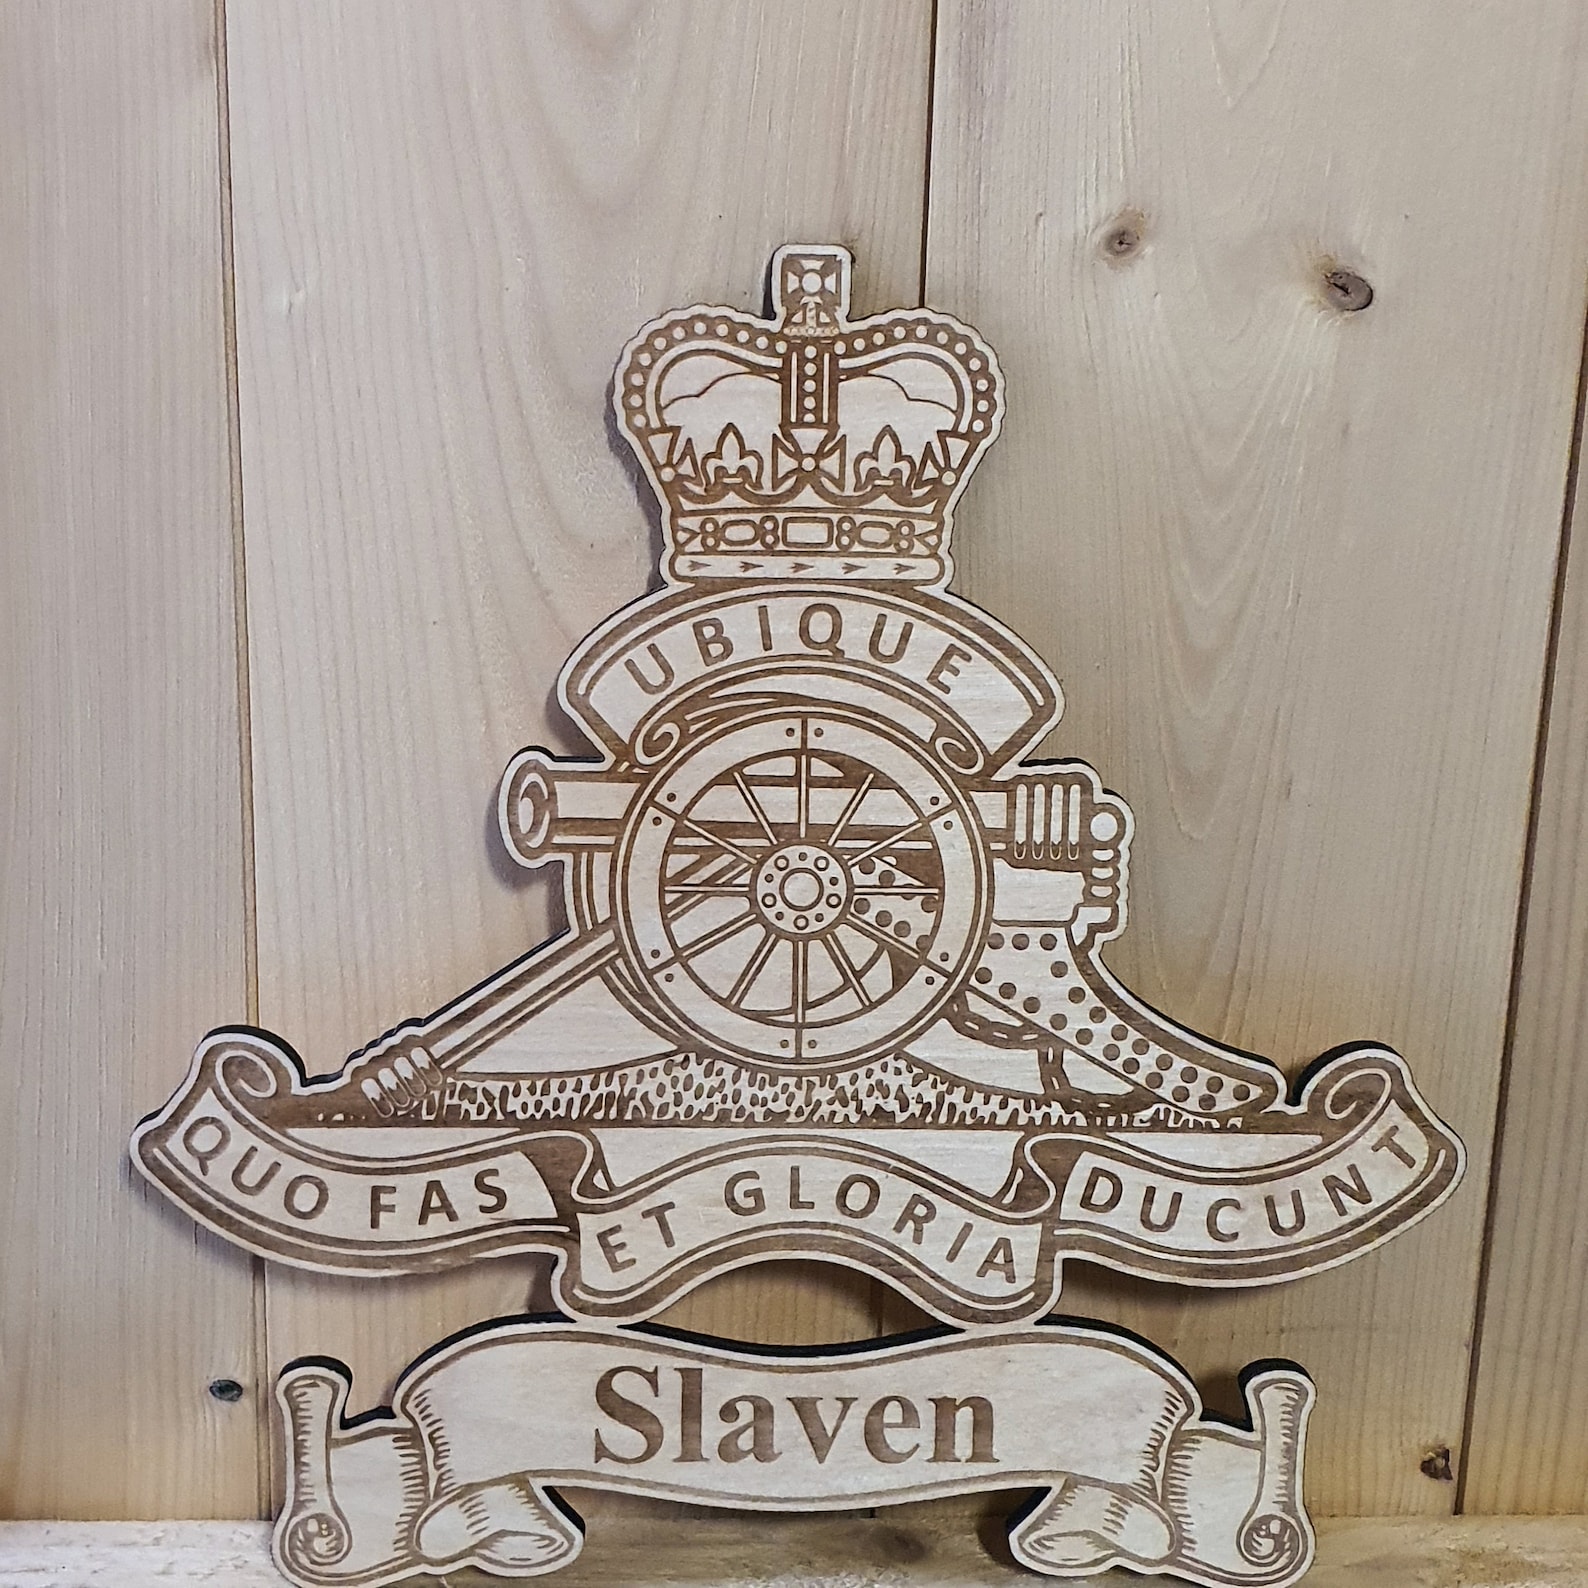 UBIQUE
QUO FAS ET GLORIA DUCUNT
Slaven